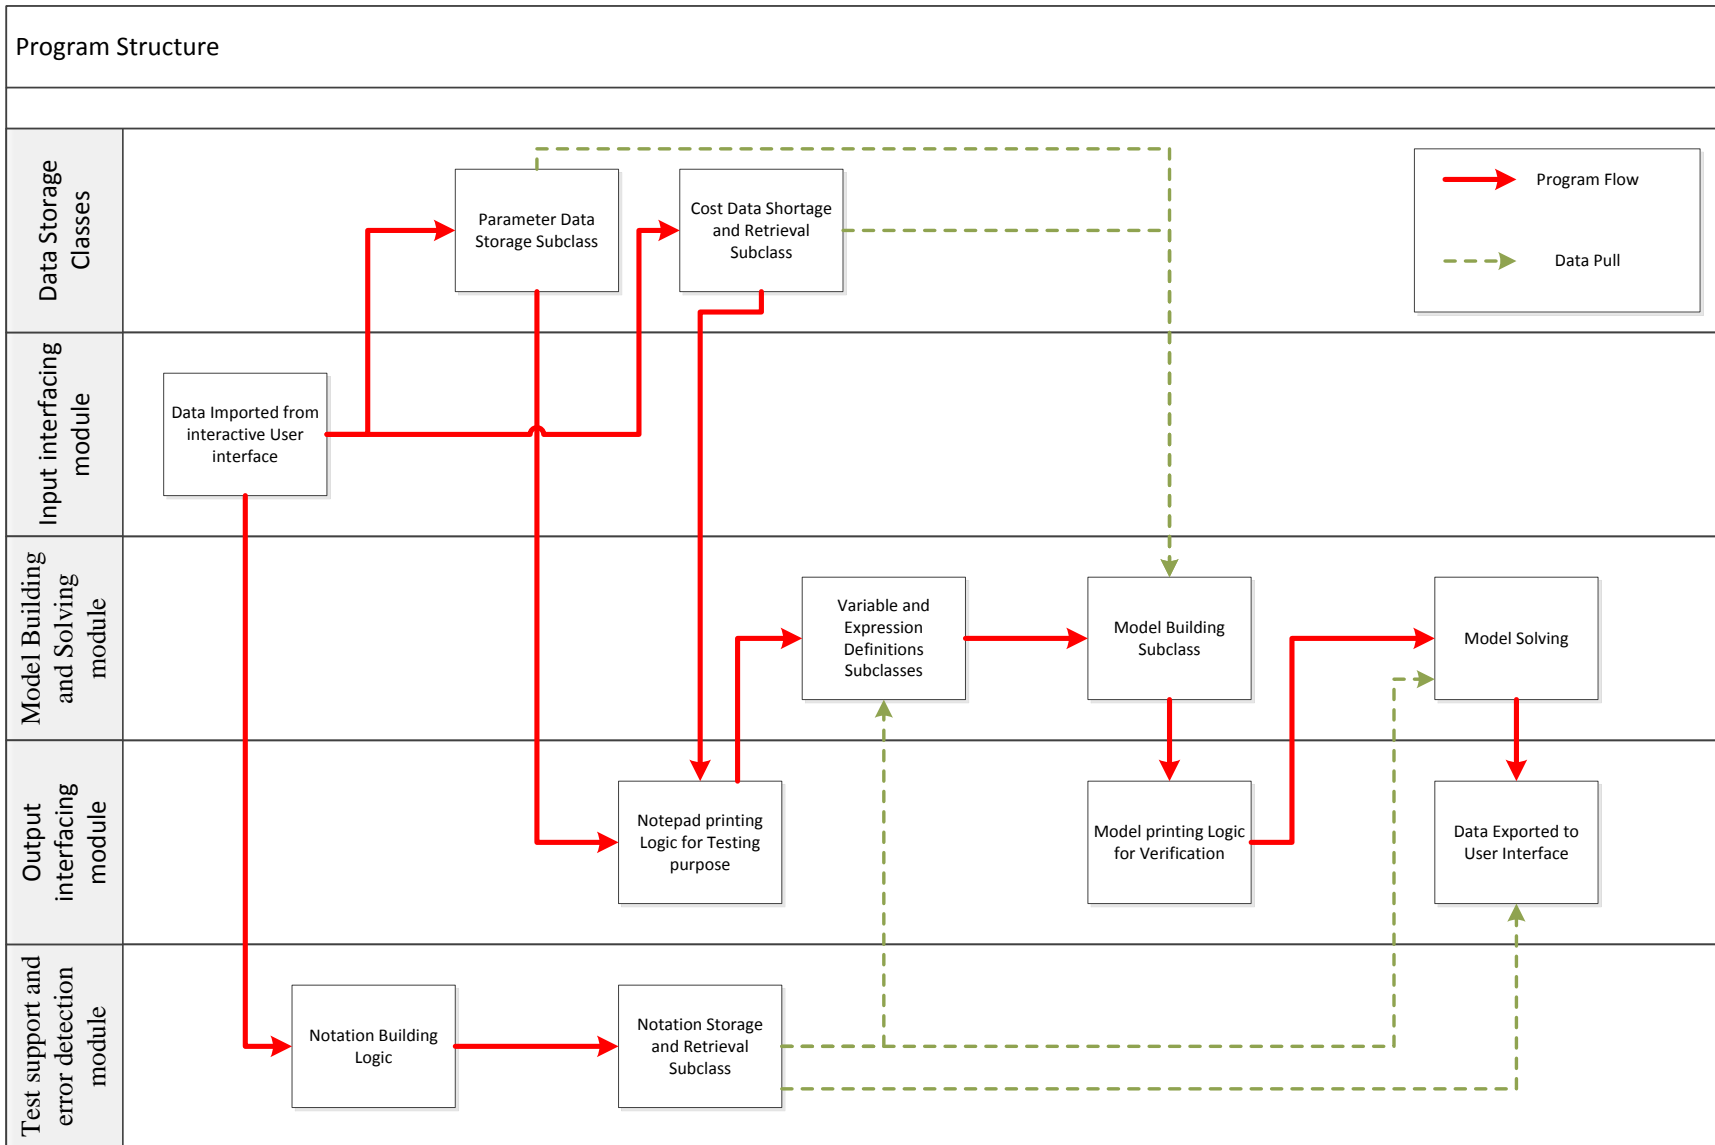 Program Structure
Data Storage
Classes
Parameter Data
Storage Subclass
Cost Data Shortage
and Retrieval
Subclass
Program Flow
Data Pull
Input interfacing
module
Data Imported from
interactive User
interface
Model Building
and Solving
module
Variable and
Expression
Definitions
Subclasses
Model Building
Subclass
Model Solving
Output
interfacing
module
Notepad printing
Logic for Testing
purpose
Model printing Logic
for Verification
Data Exported to
User Interface
Test support and
error detection
module
Notation Building
Logic
Notation Storage
and Retrieval
Subclass